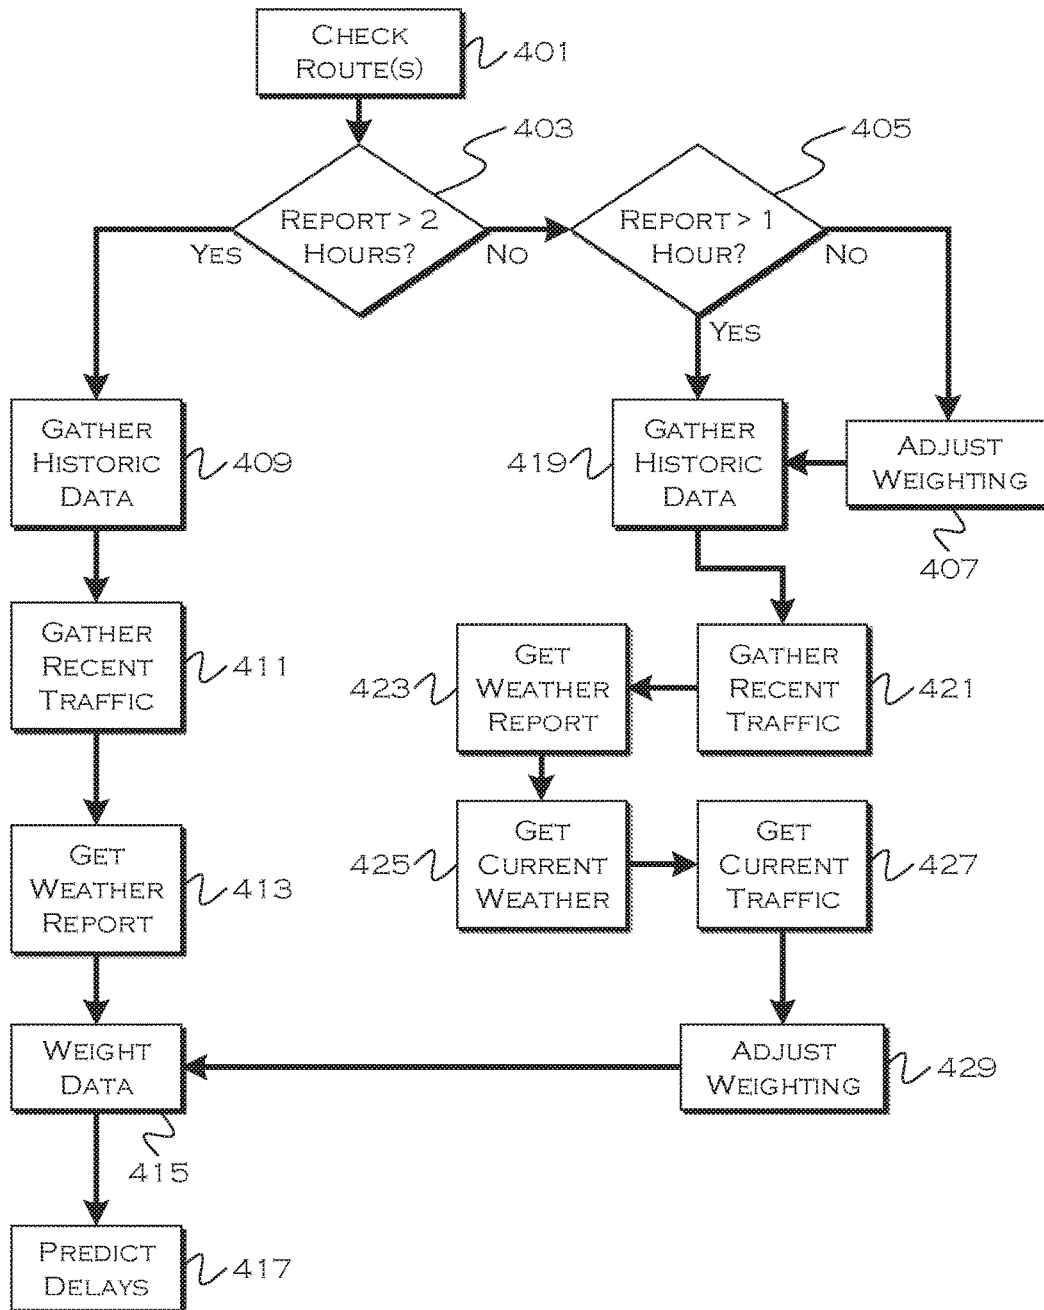 CHECK
ROUTE(S)
401
403
405
REPORT > 2
HOURS?
YES
NO
REPORT > 1
HOUR?
NO
YES
GATHER
HISTORIC
DATA
409
419
GATHER
HISTORIC
DATA
ADJUST
WEIGHTING
407
GATHER
RECENT
TRAFFIC
411
423
GET
WEATHER
REPORT
GATHER
RECENT
TRAFFIC
421
GET
WEATHER
REPORT
413
425
GET
CURRENT
WEATHER
GET
CURRENT
TRAFFIC
427
WEIGHT
DATA
415
ADJUST
WEIGHTING
429
PREDICT
DELAYS
417